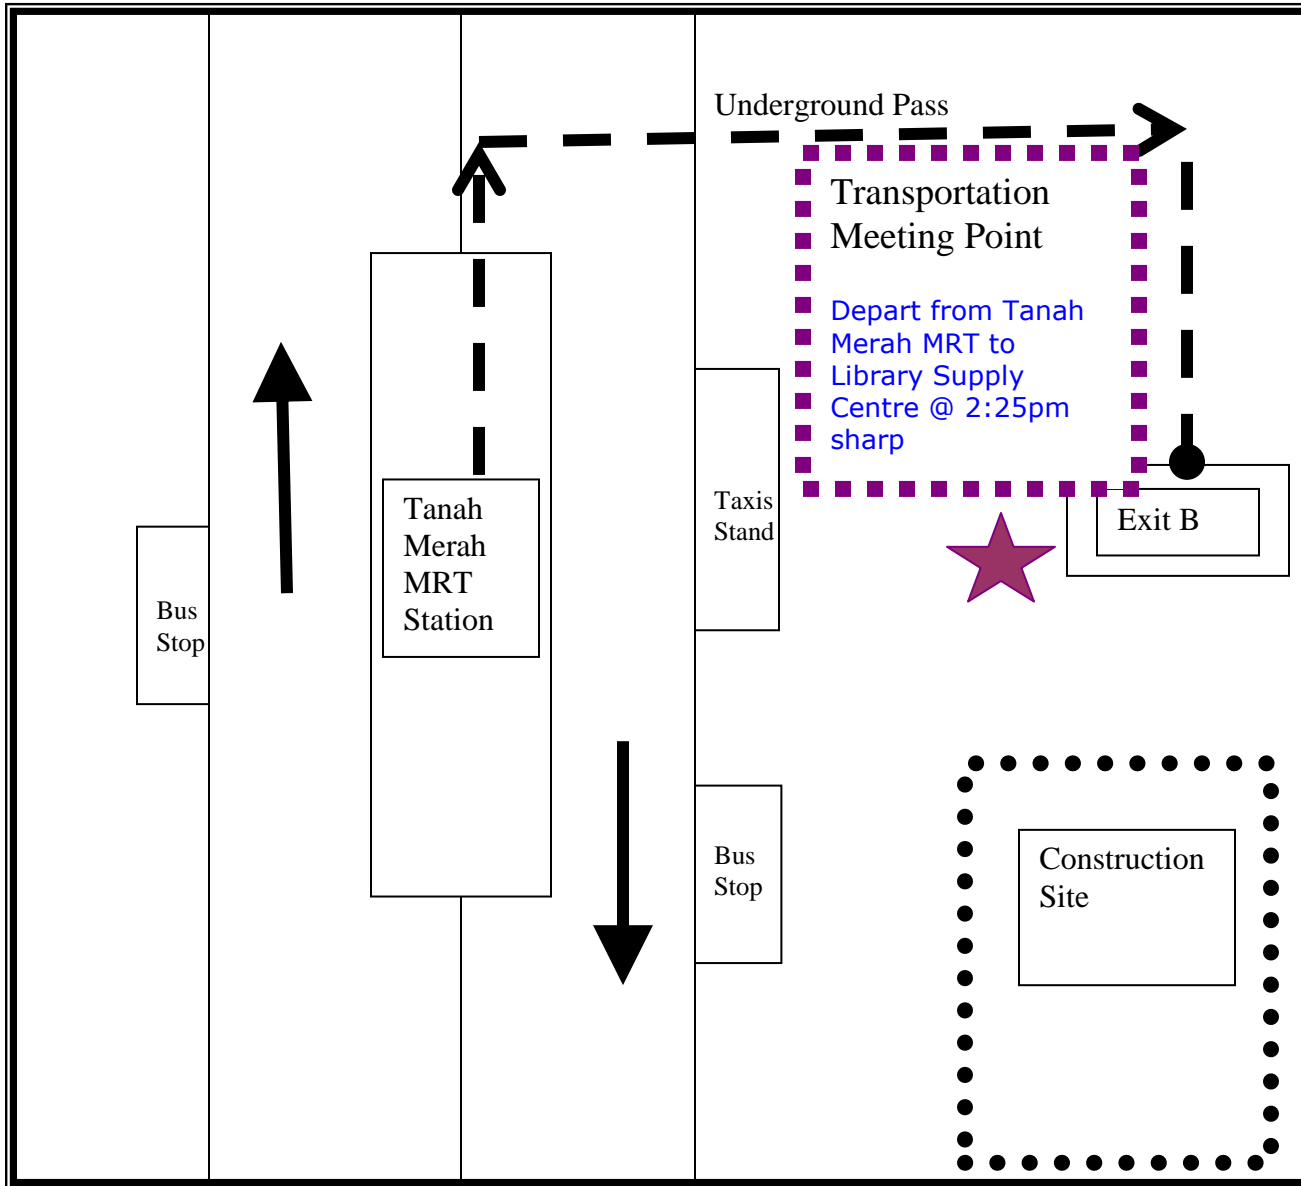 Underground Pass
Transportation
Meeting Point
Depart from Tanah
Merah MRT to
Library Supply
Centre @ 2:25pm
sharp
Tanah
Merah
MRT
Station
Taxis
Stand
Exit B
Bus
Stop
Bus
Stop
Construction
Site